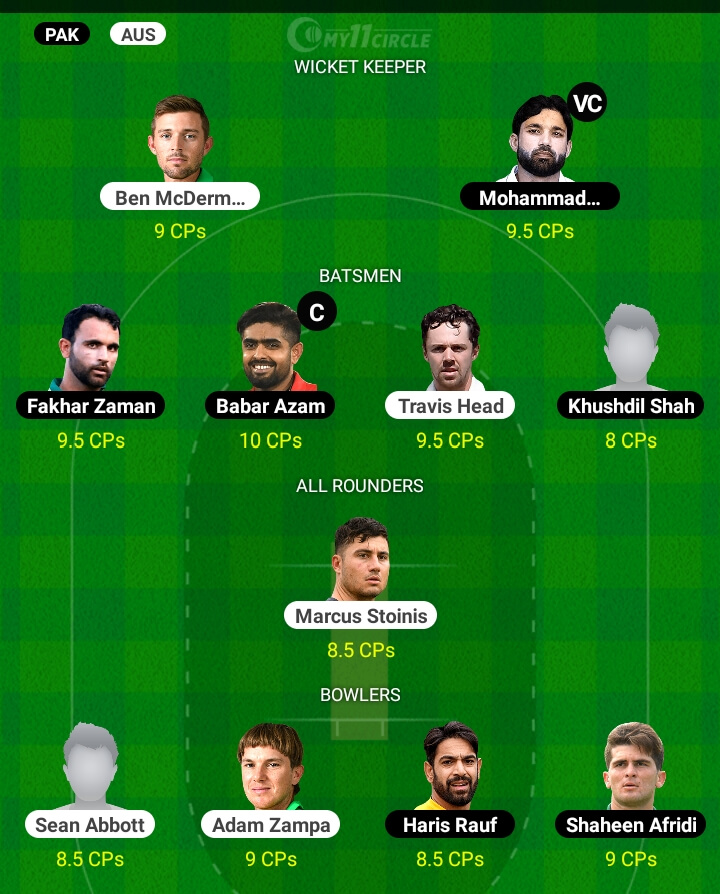 PAK AUS
MY11CIRCLE
WICKET KEEPER
VC
Ben McDerm... Mohammad...
9 CPs 9.5 CPs
BATSMEN
C
Fakhar Zaman Babar Azam Travis Head Khushdil Shah
9.5 CPs 10 CPs 9.5 CPs 8 CPs
ALL ROUNDERS
Marcus Stoinis
8.5 CPs
BOWLERS
Sean Abbott Adam Zampa Haris Rauf Shaheen Afridi
8.5 CPs 9 CPs 8.5 CPs 9 CPs